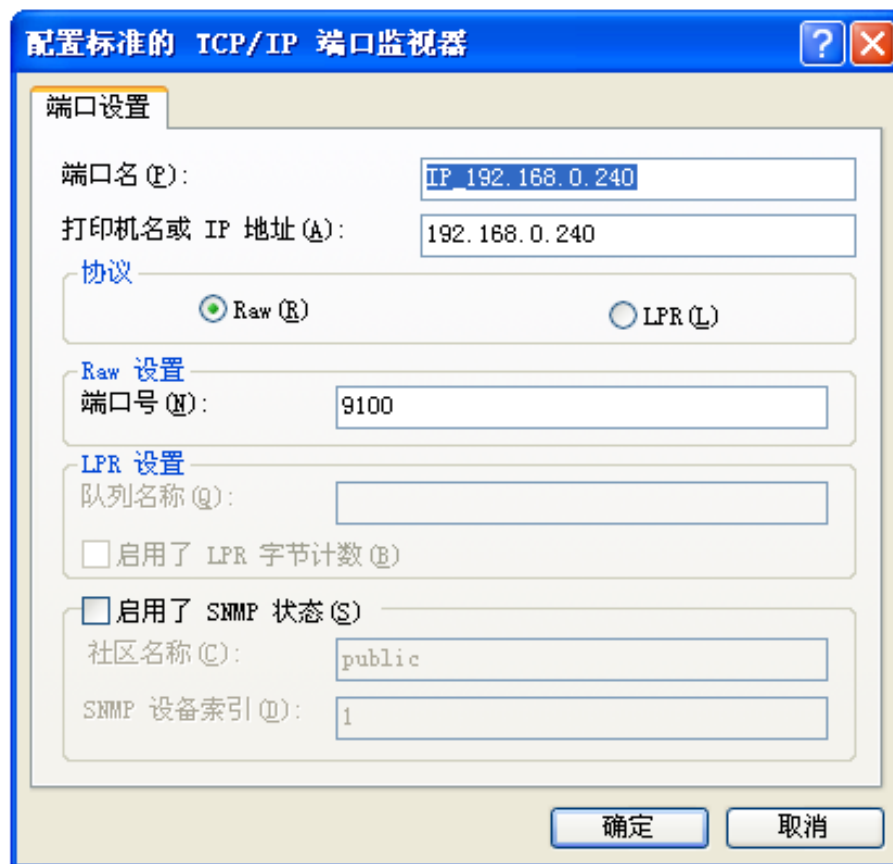 配置标准的 TCP/IP 端口监视器
端口设置
端口名(P): IP_192.168.0.240
打印机名或 IP 地址(A): 192.168.0.240
协议
Raw(R) LPR(L)
Raw 设置
端口号(N): 9100
LPR 设置
队列名称(Q):
启用了 LPR 字节计数(B)
启用了 SNMP 状态(S)
社区名称(C): public
SNMP 设备索引(D): 1
确定 取消